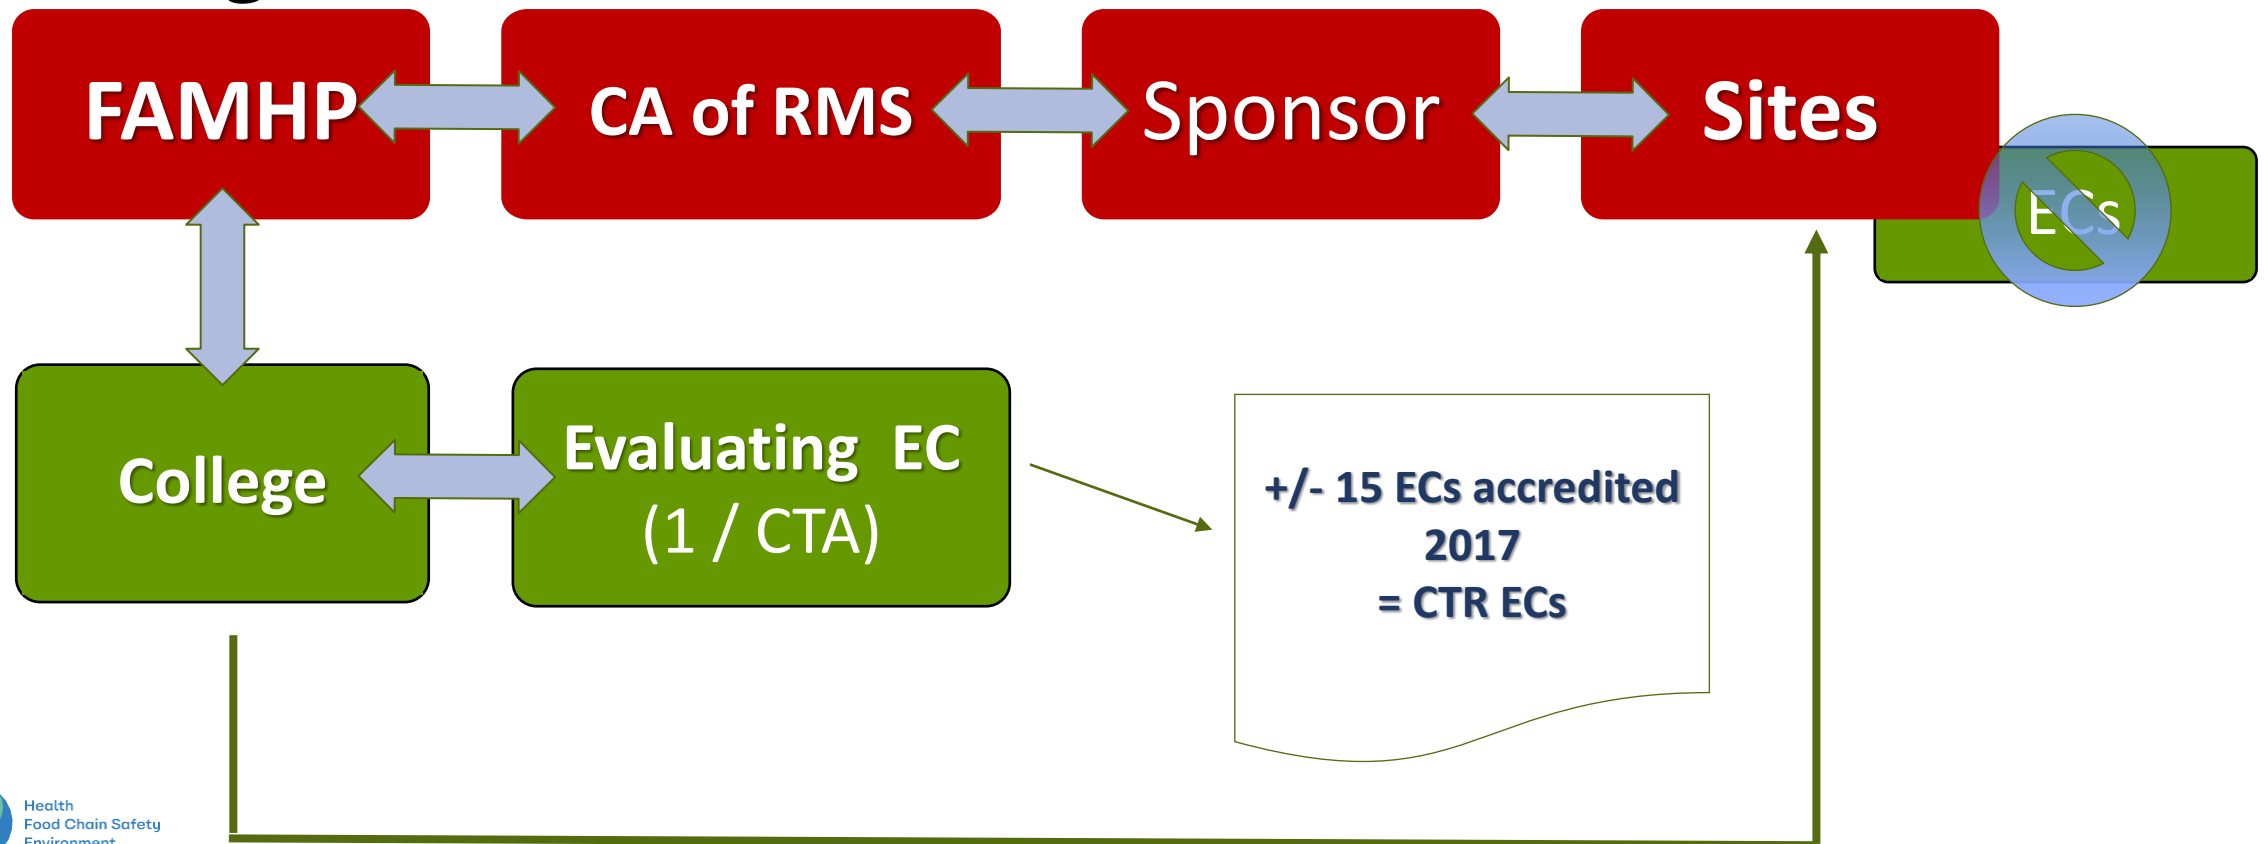 FAMHP
CA of RMS
Sponsor
Sites
ECs
College
Evaluating EC
(1 / CTA)
+/- 15 ECs accredited
2017
= CTR ECs
Health
Food Chain Safety
Environment